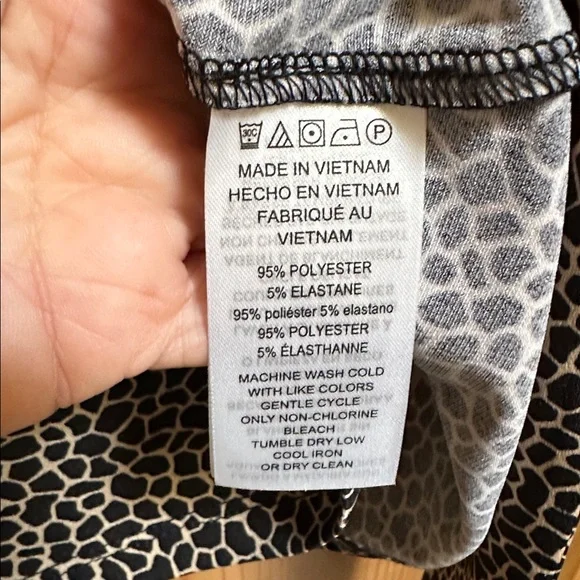 30C P
MADE IN VIETNAM
HECHO EN VIETNAM
FABRIQUÉ AU
VIETNAM
95% POLYESTER
5% ELASTANE
95% poliéster 5% elastano
95% POLYESTER
5% ÉLASTHANNE
MACHINE WASH COLD
WITH LIKE COLORS
GENTLE CYCLE
ONLY NON-CHLORINE
BLEACH
TUMBLE DRY LOW
COOL IRON
OR DRY CLEAN